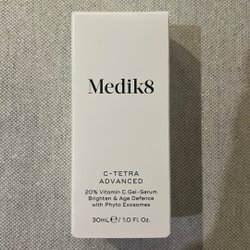 Medik8
C-TETRA
ADVANCED
20% Vitamin C Gel-Serum
Brighten & Age Defence
with Phyto Exosomes
30mL ℮ / 1.0 Fl. Oz.